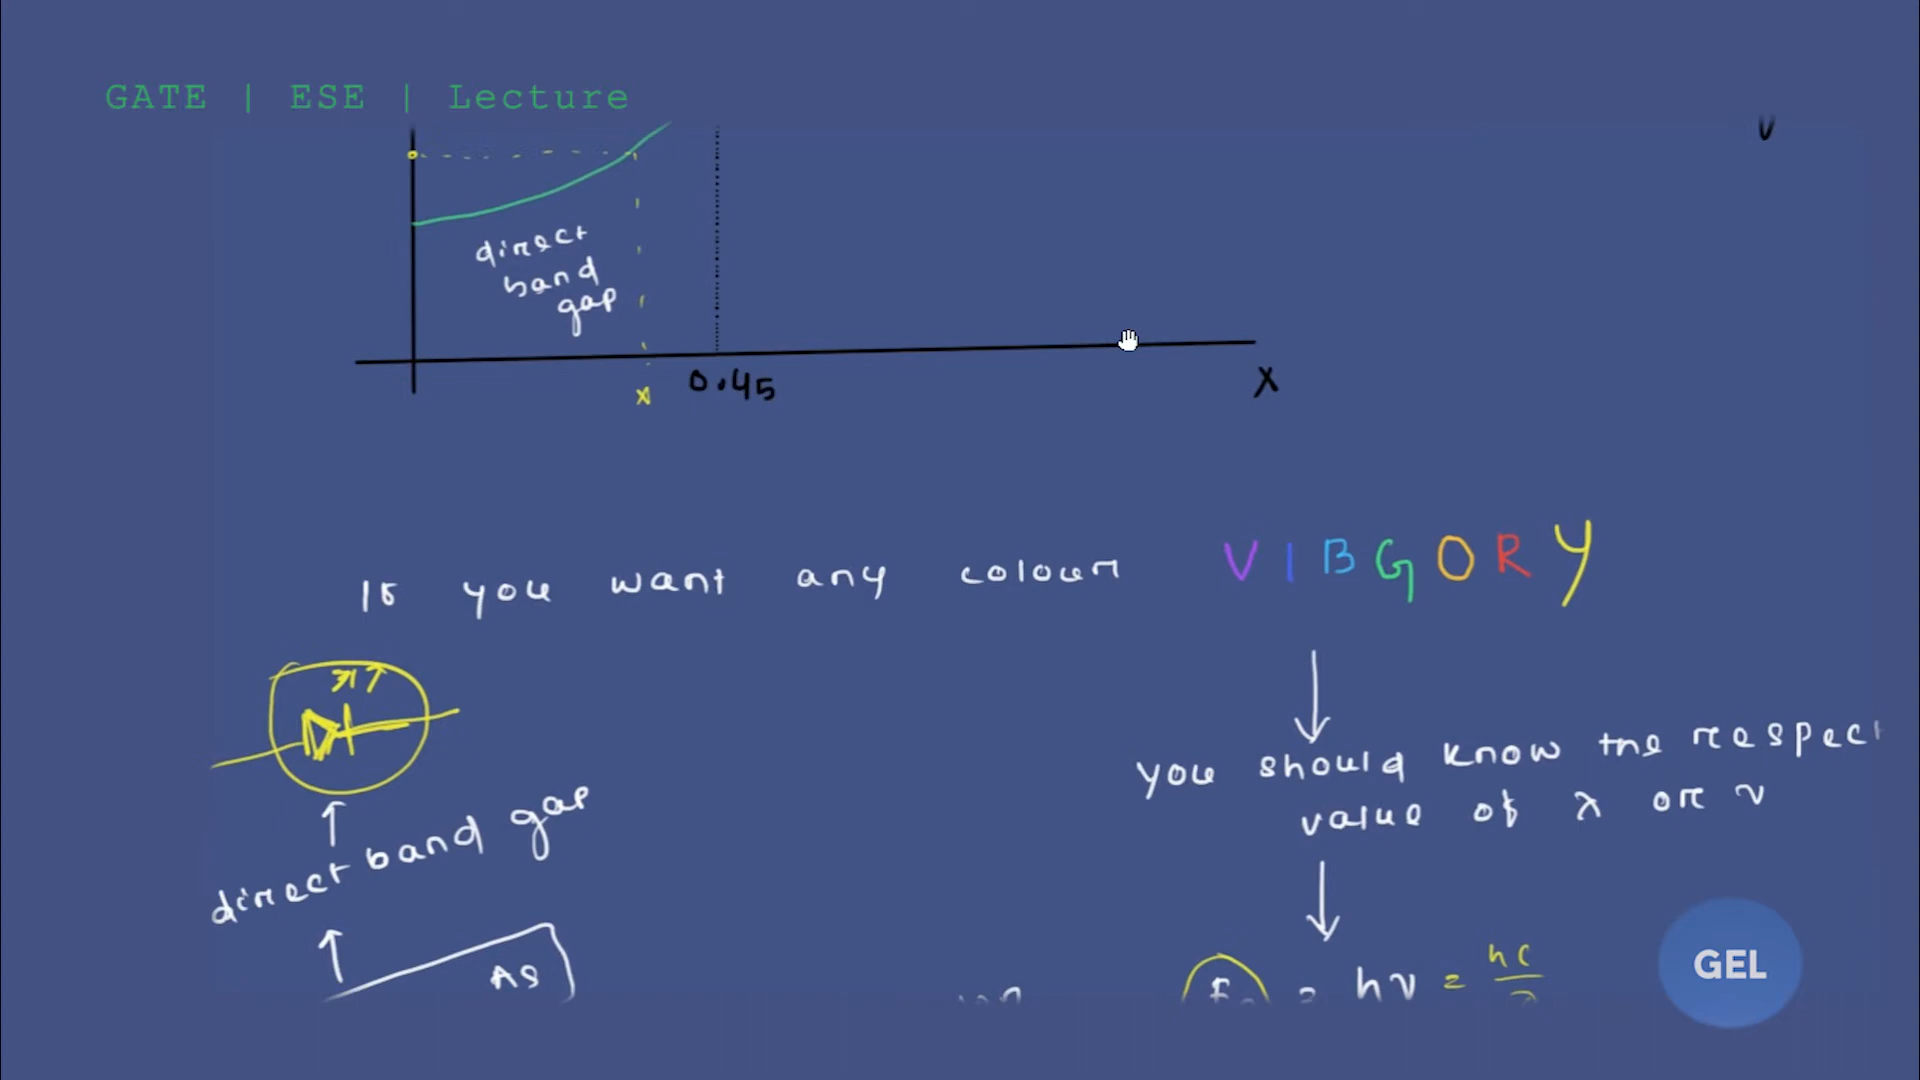 GATE | ESE | Lecture
direct
band
gap
x
0.45
X
If you want any colour VIBGORY
you should know the respect
value of λ or ν
direct band gap
As
= hν = hc
GEL